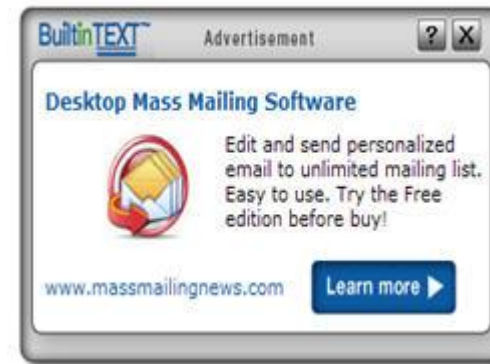 BuiltinTEXT™ Advertisement ? X
Desktop Mass Mailing Software
Edit and send personalized
email to unlimited mailing list.
Easy to use. Try the Free
edition before buy!
www.massmailingnews.com Learn more